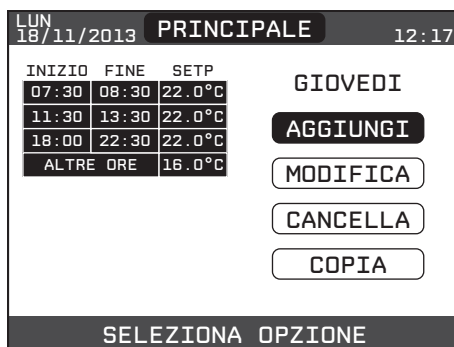 LUN
18/11/2013 PRINCIPALE 12:17
INIZIO FINE SETP
07:30 08:30 22.0°C
11:30 13:30 22.0°C
18:00 22:30 22.0°C
ALTRE ORE 16.0°C
GIOVEDI
AGGIUNGI
MODIFICA
CANCELLA
COPIA
SELEZIONA OPZIONE